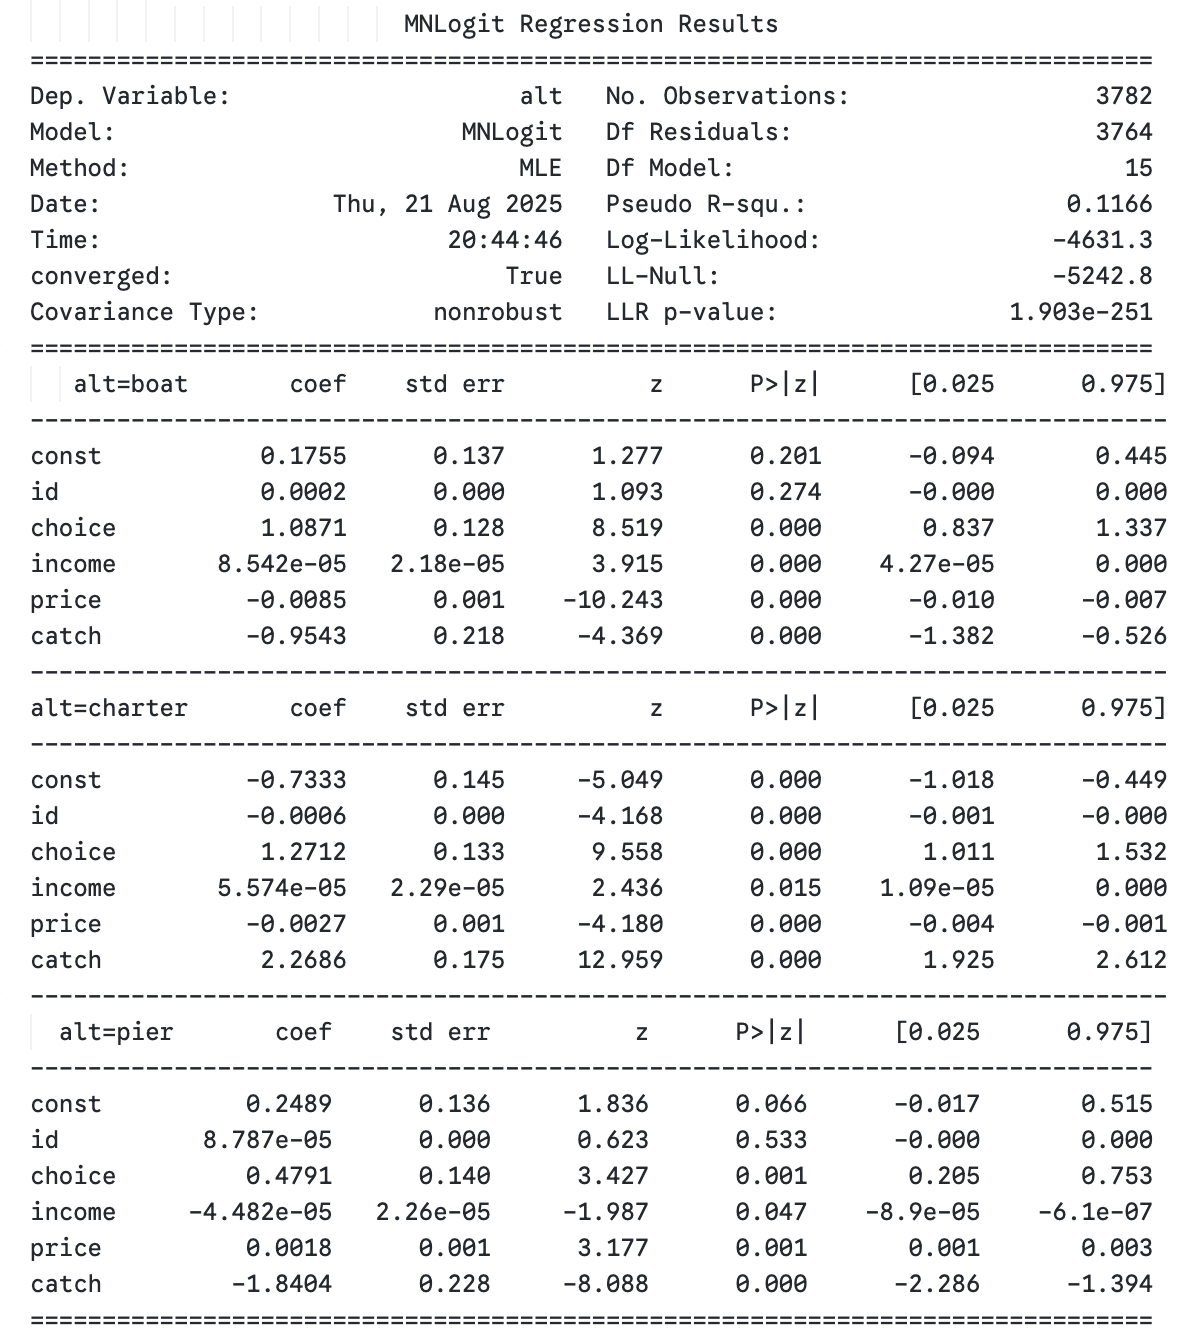 MNLogit Regression Results
==============================================================================
Dep. Variable: alt No. Observations: 3782
Model: MNLogit Df Residuals: 3764
Method: MLE Df Model: 15
Date: Thu, 21 Aug 2025 Pseudo R-squ.: 0.1166
Time: 20:44:46 Log-Likelihood: -4631.3
converged: True LL-Null: -5242.8
Covariance Type: nonrobust LLR p-value: 1.903e-251
==============================================================================
alt=boat coef std err z P>|z| [0.025 0.975]
-------------------------------------------------------------------------------
const 0.1755 0.137 1.277 0.201 -0.094 0.445
id 0.0002 0.000 1.093 0.274 -0.000 0.000
choice 1.0871 0.128 8.519 0.000 0.837 1.337
income 8.542e-05 2.18e-05 3.915 0.000 4.27e-05 0.000
price -0.0085 0.001 -10.243 0.000 -0.010 -0.007
catch -0.9543 0.218 -4.369 0.000 -1.382 -0.526
-------------------------------------------------------------------------------
alt=charter coef std err z P>|z| [0.025 0.975]
-------------------------------------------------------------------------------
const -0.7333 0.145 -5.049 0.000 -1.018 -0.449
id -0.0006 0.000 -4.168 0.000 -0.001 -0.000
choice 1.2712 0.133 9.558 0.000 1.011 1.532
income 5.574e-05 2.29e-05 2.436 0.015 1.09e-05 0.000
price -0.0027 0.001 -4.180 0.000 -0.004 -0.001
catch 2.2686 0.175 12.959 0.000 1.925 2.612
-------------------------------------------------------------------------------
alt=pier coef std err z P>|z| [0.025 0.975]
------------------------------------------------------------------------------
const 0.2489 0.136 1.836 0.066 -0.017 0.515
id 8.787e-05 0.000 0.623 0.533 -0.000 0.000
choice 0.4791 0.140 3.427 0.001 0.205 0.753
income -4.482e-05 2.26e-05 -1.987 0.047 -8.9e-05 -6.1e-07
price 0.0018 0.001 3.177 0.001 0.001 0.003
catch -1.8404 0.228 -8.088 0.000 -2.286 -1.394
==============================================================================